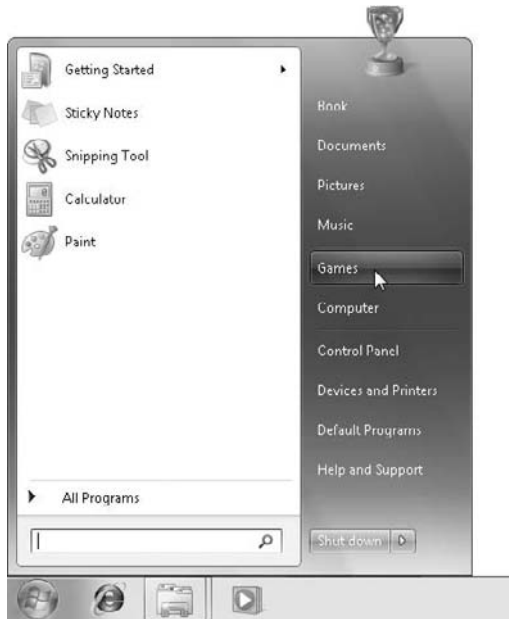 Getting Started
Sticky Notes
Snipping Tool
Calculator
Paint
All Programs
Book
Documents
Pictures
Music
Games
Computer
Control Panel
Devices and Printers
Default Programs
Help and Support
Shut down